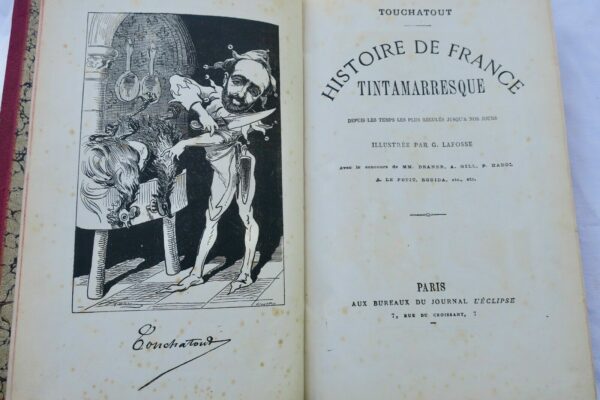 Touchatout
TOUCHATOUT
HISTOIRE DE FRANCE
TINTAMARRESQUE
DEPUIS LES TEMPS LES PLUS RECULÉS JUSQU'A NOS JOURS
ILLUSTRÉE PAR G. LAFOSSE
Avec le concours de MM. DRANER, A. GILL, P. HADOL
A. LE PETIT, ROBIDA, etc., etc.
PARIS
AUX BUREAUX DU JOURNAL L'ÉCLIPSE
7, RUE DU CROISSANT, 7